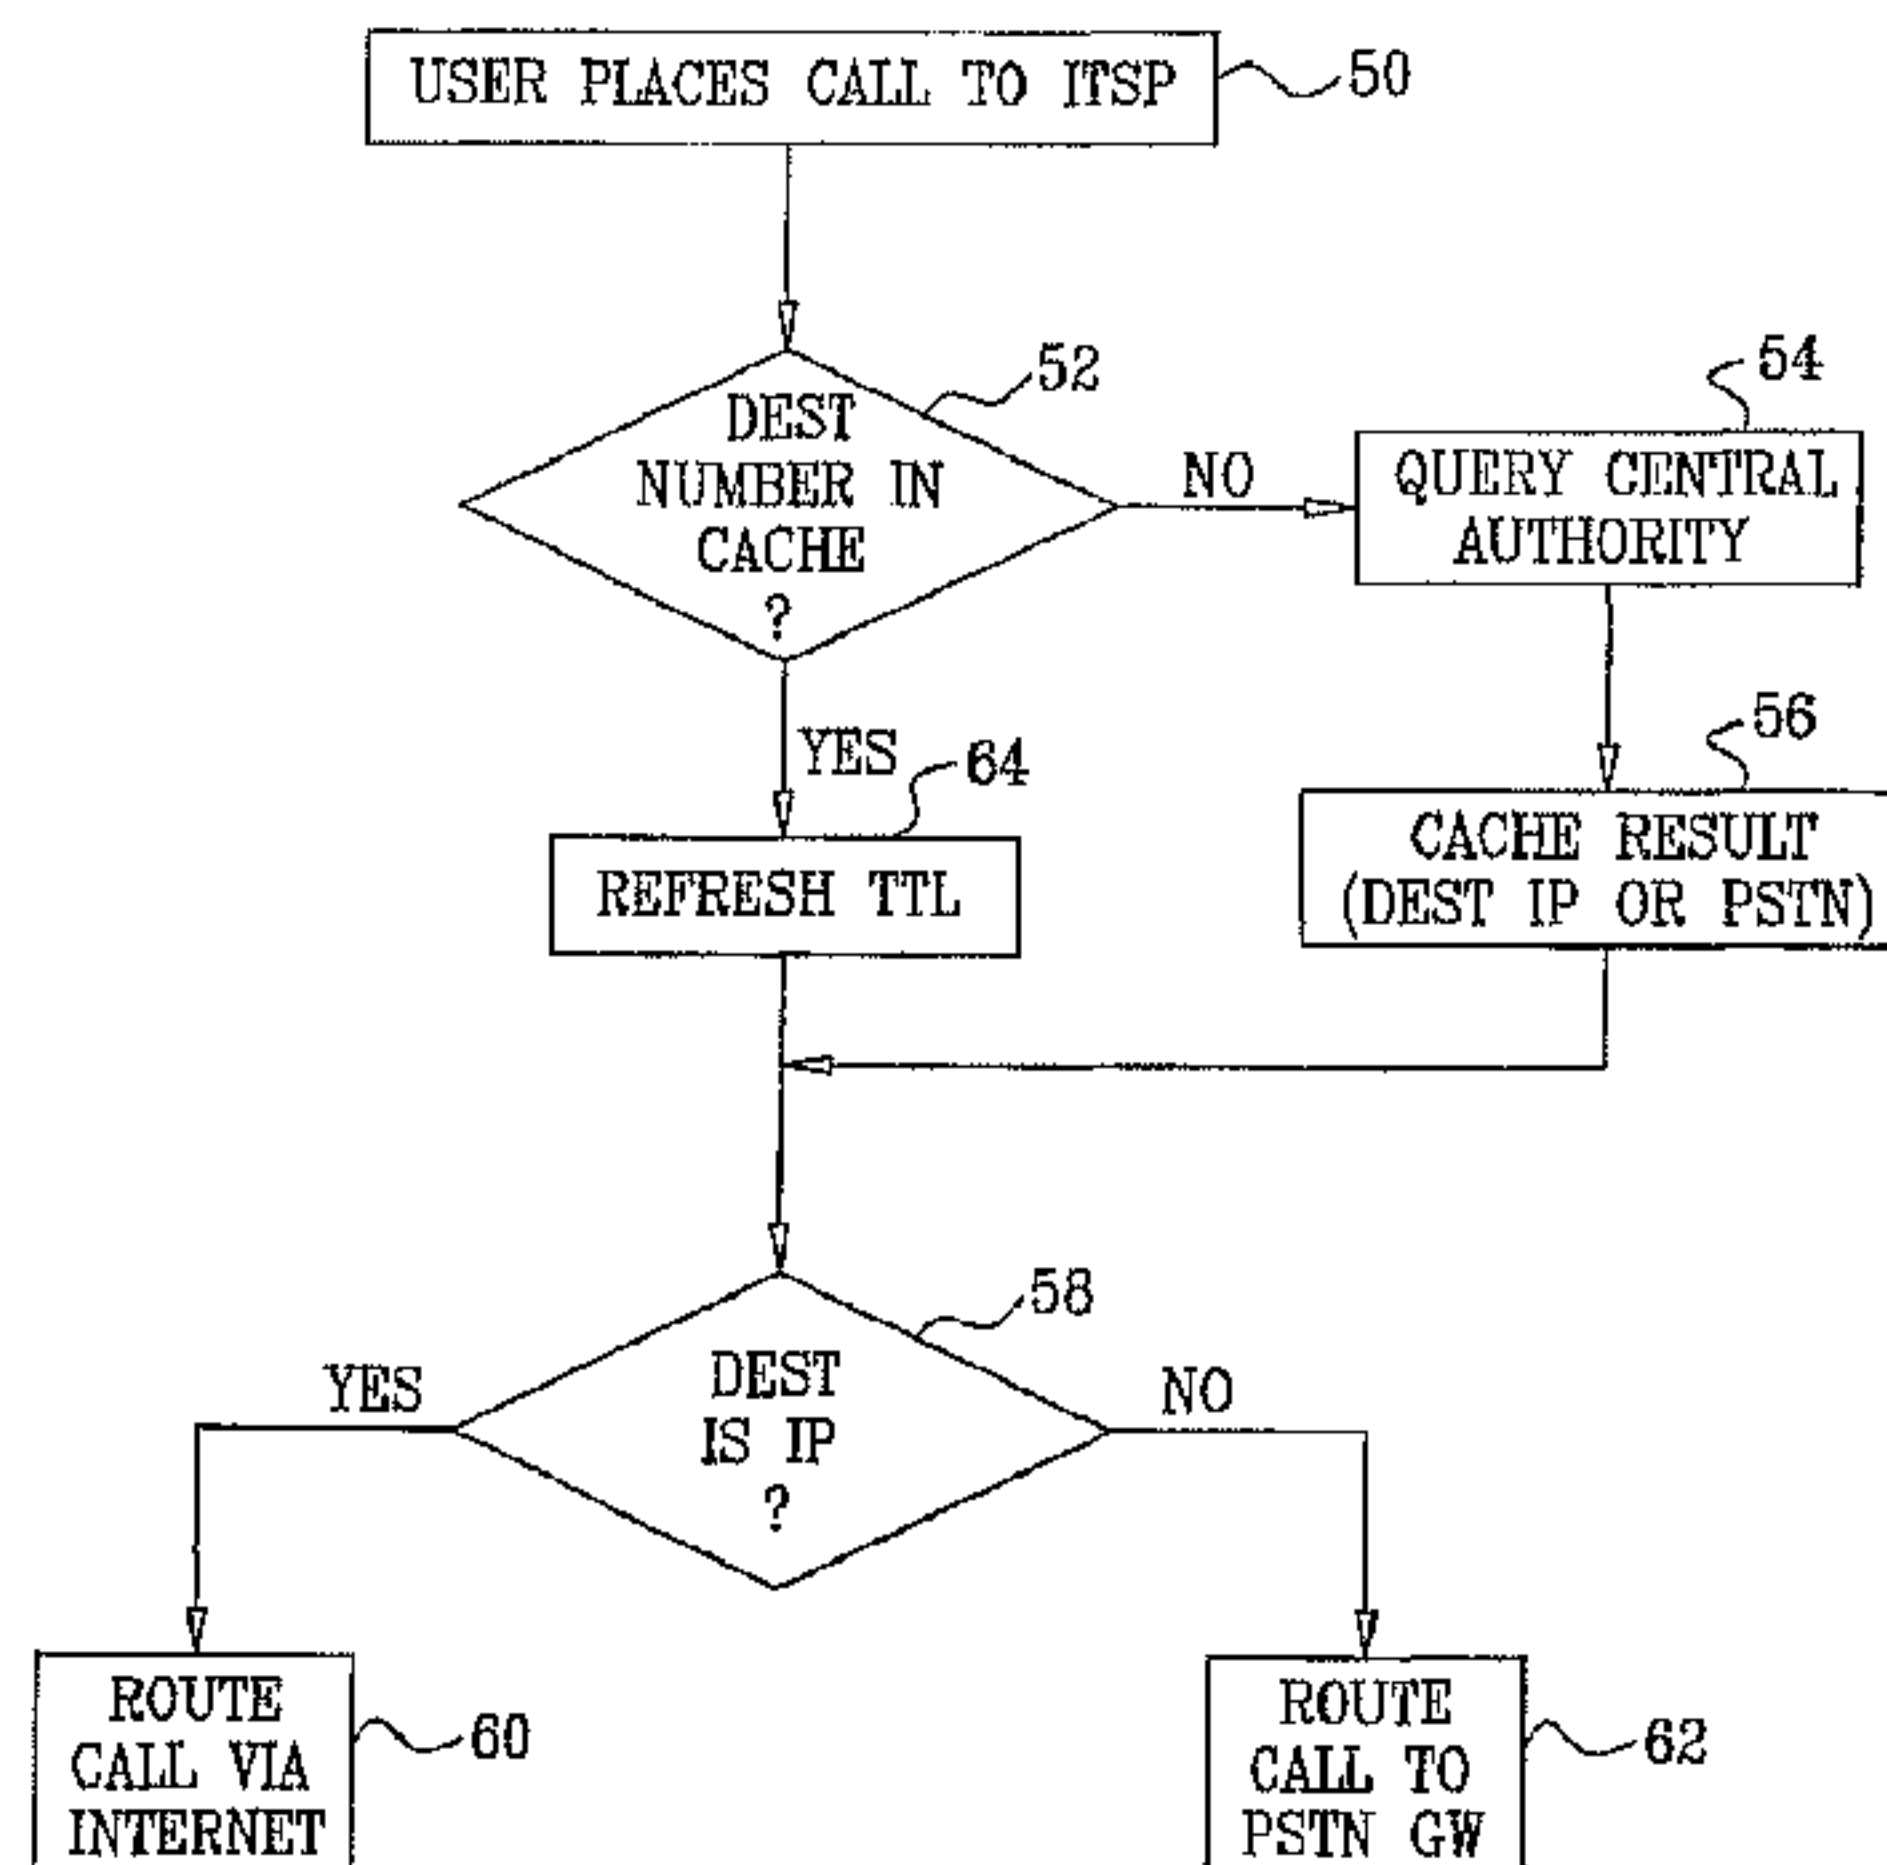 USER PLACES CALL TO ITSP
50
DEST
NUMBER IN
CACHE
?
52
NO
54
QUERY CENTRAL
AUTHORITY
YES
64
REFRESH TTL
56
CACHE RESULT
(DEST IP OR PSTN)
58
DEST
IS IP
?
YES
NO
ROUTE
CALL VIA
INTERNET
60
ROUTE
CALL TO
PSTN GW
62